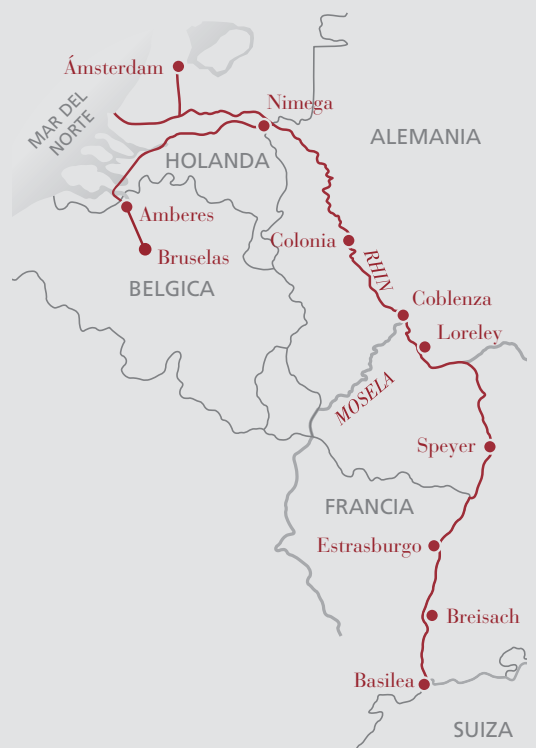 Ámsterdam
MAR DEL
NORTE
Nimega
ALEMANIA
HOLANDA
Amberes
Colonia
RHIN
Bruselas
BELGICA
Coblenza
Loreley
MOSELA
Speyer
FRANCIA
Estrasburgo
Breisach
Basilea
SUIZA